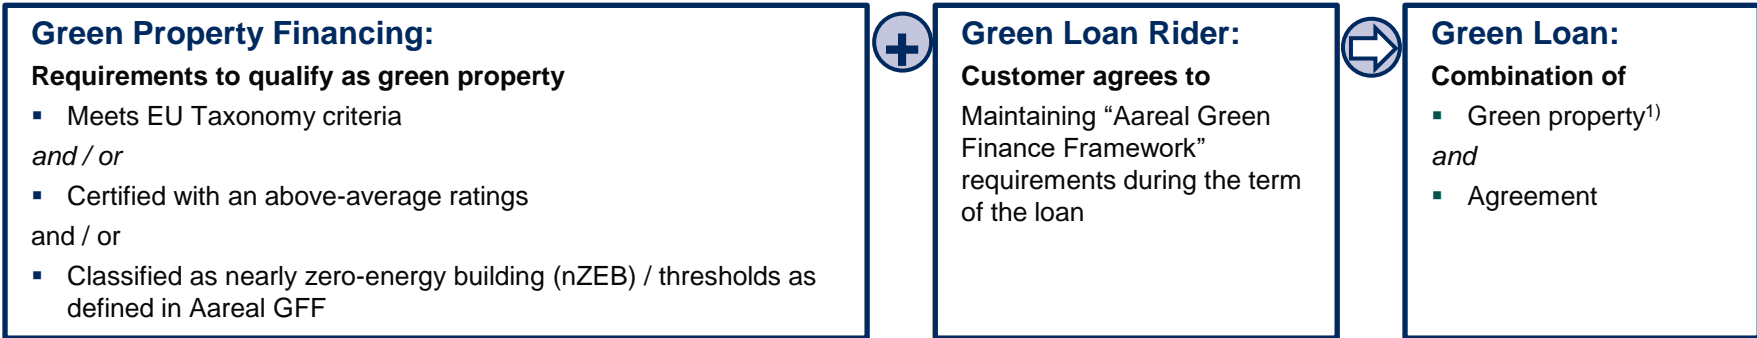 Green Property Financing:
Requirements to qualify as green property
▪ Meets EU Taxonomy criteria
and / or
▪ Certified with an above-average ratings
and / or
▪ Classified as nearly zero-energy building (nZEB) / thresholds as
defined in Aareal GFF
+
Green Loan Rider:
Customer agrees to
Maintaining “Aareal Green
Finance Framework”
requirements during the term
of the loan
Green Loan:
Combination of
▪ Green property1)
and
▪ Agreement